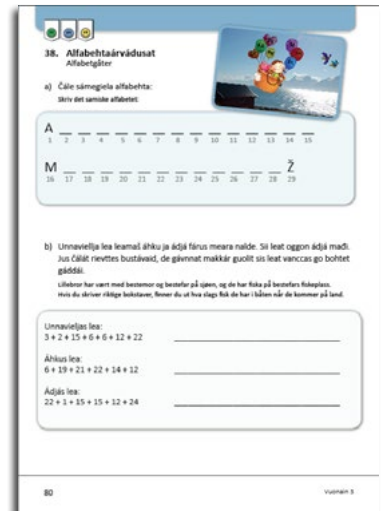 38. Alfabehtaárvádusat
Alfabetgåter
a) Čále sámegiela alfabehta:
Skriv det samiske alfabetet:
A
1 2 3 4 5 6 7 8 9 10 11 12 13 14 15
M Ž
16 17 18 19 20 21 22 23 24 25 26 27 28 29
b) Unnavieljja lea leamaš áhku ja ádjá fárus meara nalde. Sii leat oggon ádjá mađi.
Jus čálát rievttes bustávaid, de gávnnat makkár guolit sis leat vanccas go bohtet
gáddái.
Lillebror har vært med bestemor og bestefar på sjøen, og de har fiska på bestefars fiskeplass.
Hvis du skriver riktige bokstaver, finner du ut hva slags fisk de har i båten når de kommer på land.
Unnavieljas lea:
3 + 2 + 15 + 6 + 6 + 12 + 22
Áhkus lea:
6 + 19 + 21 + 22 + 14 + 12
Ádjás lea:
22 + 1 + 15 + 15 + 12 + 24
80